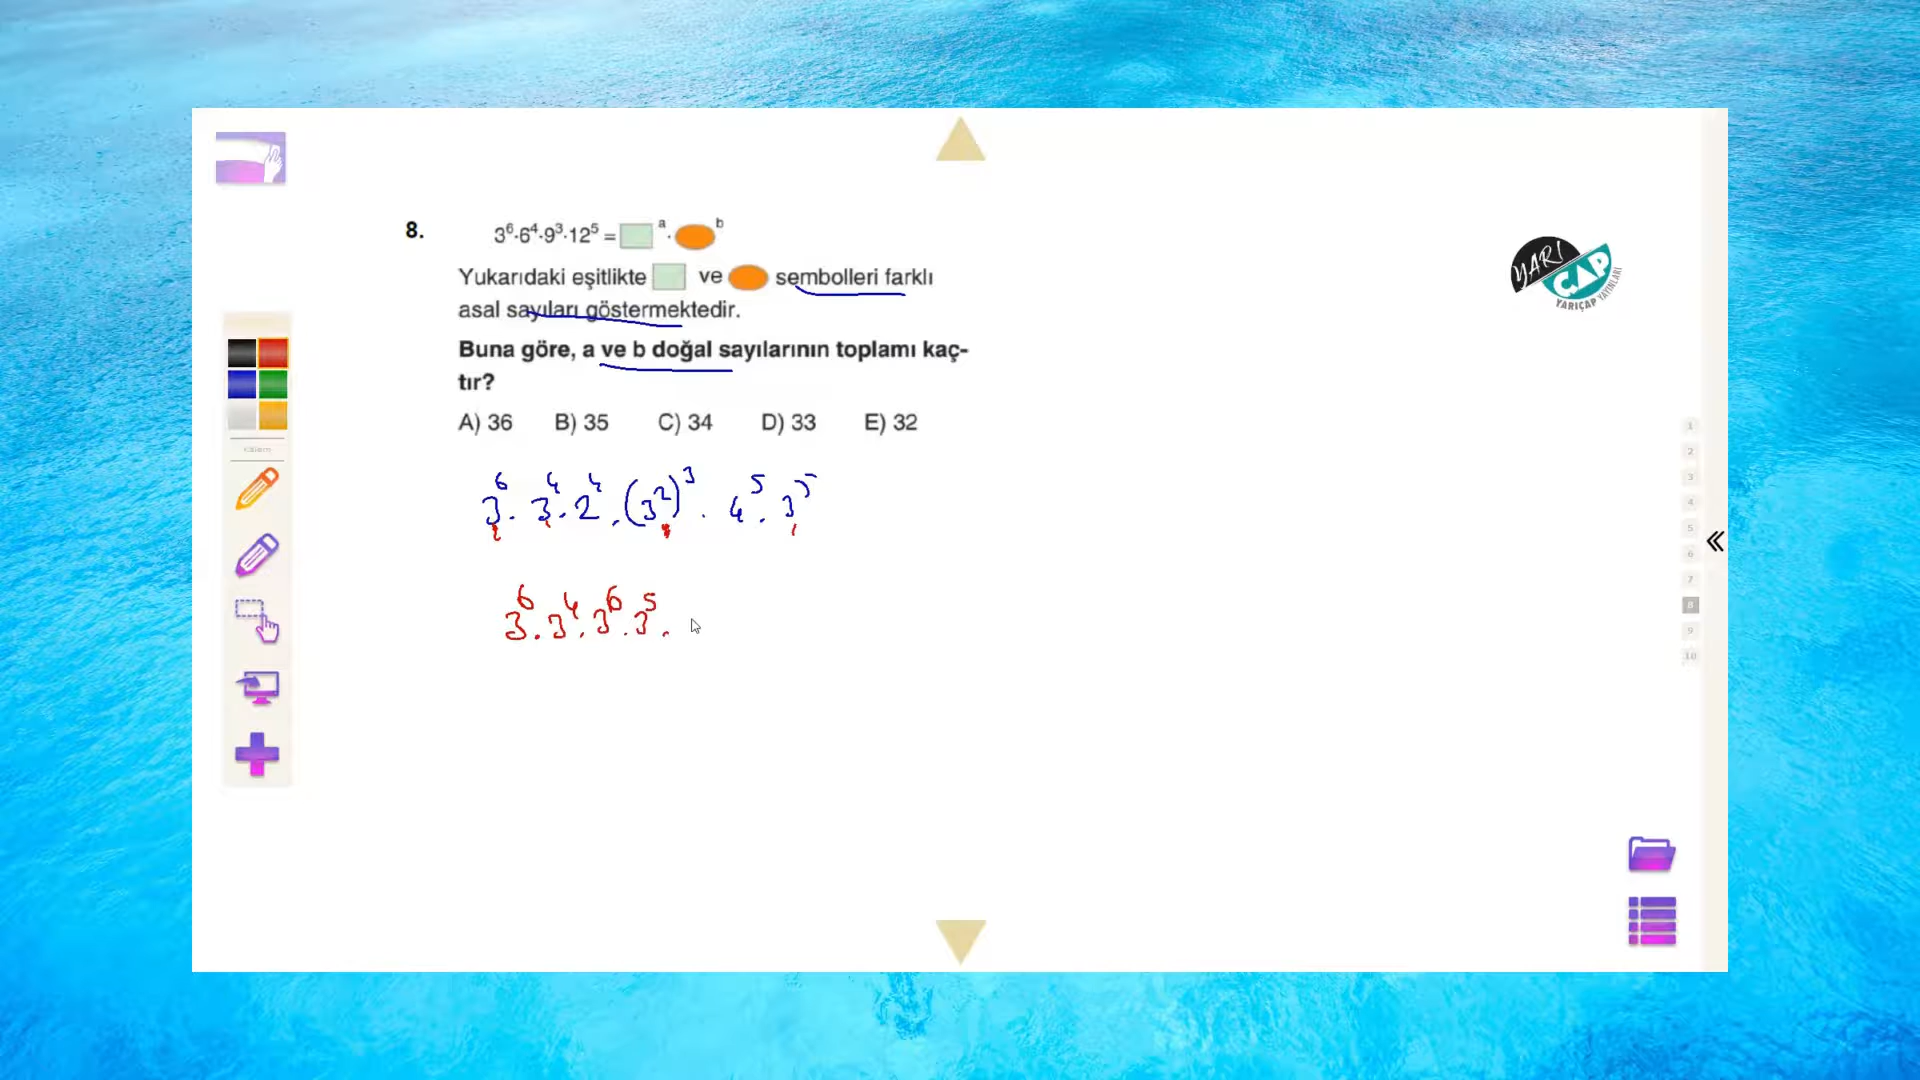 8. 3⁶·6⁴·9³·12⁵ = ᵃ · ᵇ
Yukarıdaki eşitlikte ve sembolleri farklı
asal sayıları göstermektedir.
Buna göre, a ve b doğal sayılarının toplamı kaç-
tır?
A) 36 B) 35 C) 34 D) 33 E) 32
3⁶ · 3⁴ · 2⁴ · (3²)³ · 4⁵ · 3⁵
3⁶ · 3⁴ · 3⁶ · 3⁵ ·
YARI
ÇAP
YARIÇAP YAYINLARI
Kalem
1
2
3
4
5
6
7
8
9
10